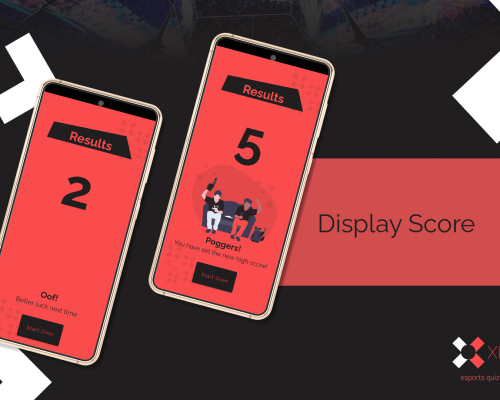 Results
2
Oof!
Better luck next time
Start Over
Results
5
Poggers!
You have set the new high score!
Start Over
Display Score
esports quiz